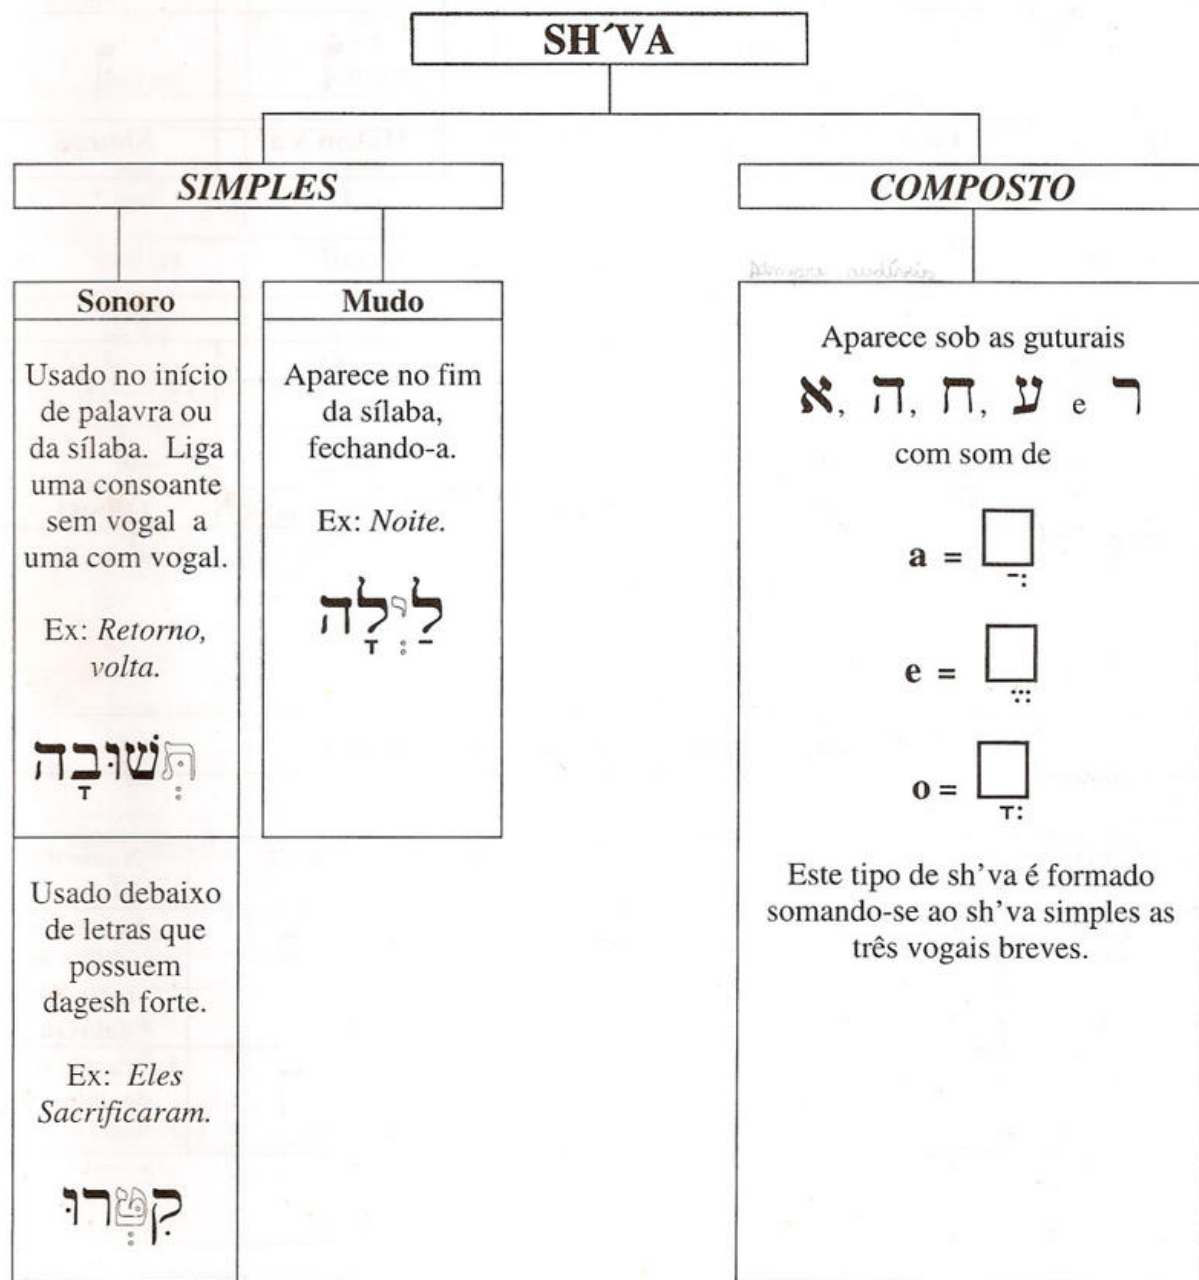 SH´VA
SIMPLES
Sonoro
Usado no início
de palavra ou
da sílaba. Liga
uma consoante
sem vogal a
uma com vogal.
Ex: Retorno,
volta.
תְּשׁוּבָה
Usado debaixo
de letras que
possuem
dagesh forte.
Ex: Eles
Sacrificaram.
קִטְּרוּ
Mudo
Aparece no fim
da sílaba,
fechando-a.
Ex: Noite.
לַיְלָה
COMPOSTO
Aparece sob as guturais
א, ה, ח, ע e ר
com som de
a = ֲ
e = ֱ
o = ֳ
Este tipo de sh’va é formado
somando-se ao sh’va simples as
três vogais breves.